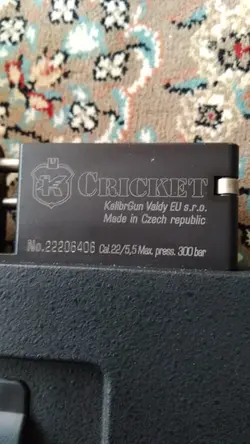 CRICKET
KalibrGun Valdy EU s.r.o.
Made in Czech republic
No.22206406 Cal.22/5,5 Max. press. 300 bar